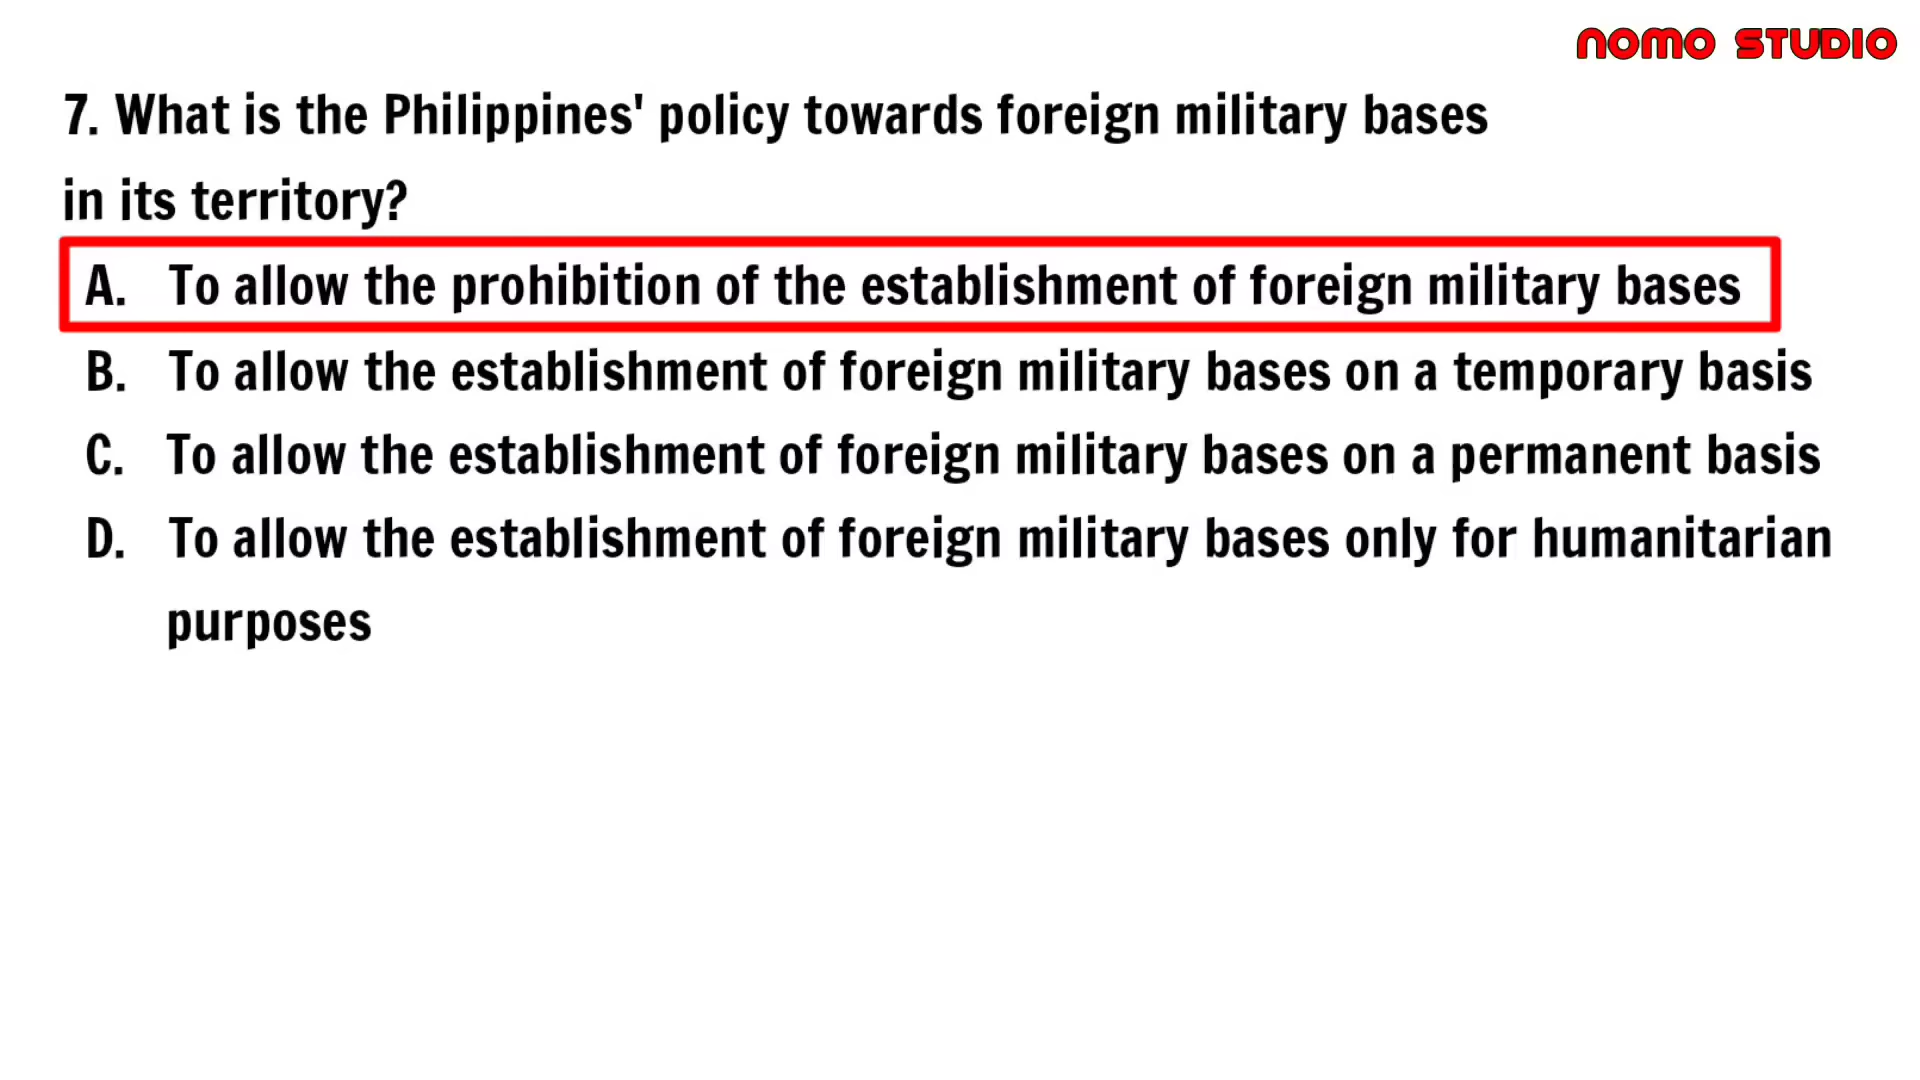 NOMO STUDIO
7. What is the Philippines' policy towards foreign military bases
in its territory?
A. To allow the prohibition of the establishment of foreign military bases
B. To allow the establishment of foreign military bases on a temporary basis
C. To allow the establishment of foreign military bases on a permanent basis
D. To allow the establishment of foreign military bases only for humanitarian
purposes